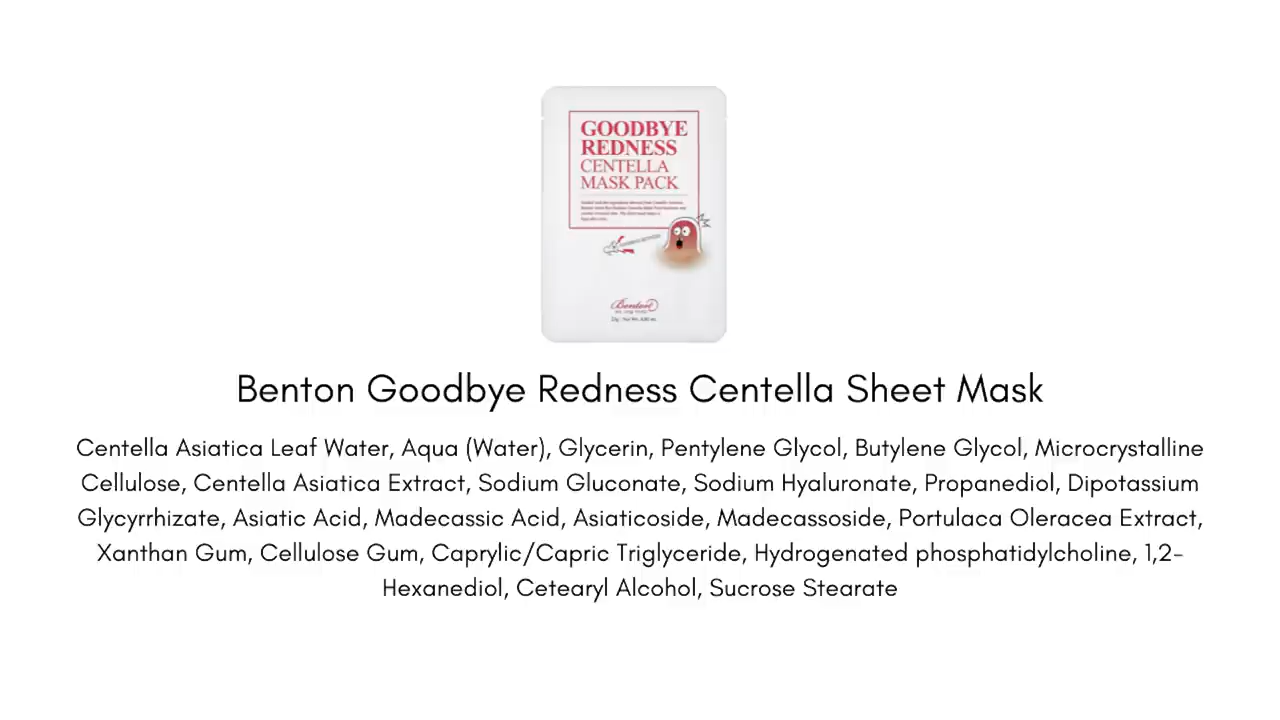 GOODBYE
REDNESS
CENTELLA
MASK PACK
Benton
Benton Goodbye Redness Centella Sheet Mask
Centella Asiatica Leaf Water, Aqua (Water), Glycerin, Pentylene Glycol, Butylene Glycol, Microcrystalline
Cellulose, Centella Asiatica Extract, Sodium Gluconate, Sodium Hyaluronate, Propanediol, Dipotassium
Glycyrrhizate, Asiatic Acid, Madecassic Acid, Asiaticoside, Madecassoside, Portulaca Oleracea Extract,
Xanthan Gum, Cellulose Gum, Caprylic/Capric Triglyceride, Hydrogenated phosphatidylcholine, 1,2-
Hexanediol, Cetearyl Alcohol, Sucrose Stearate